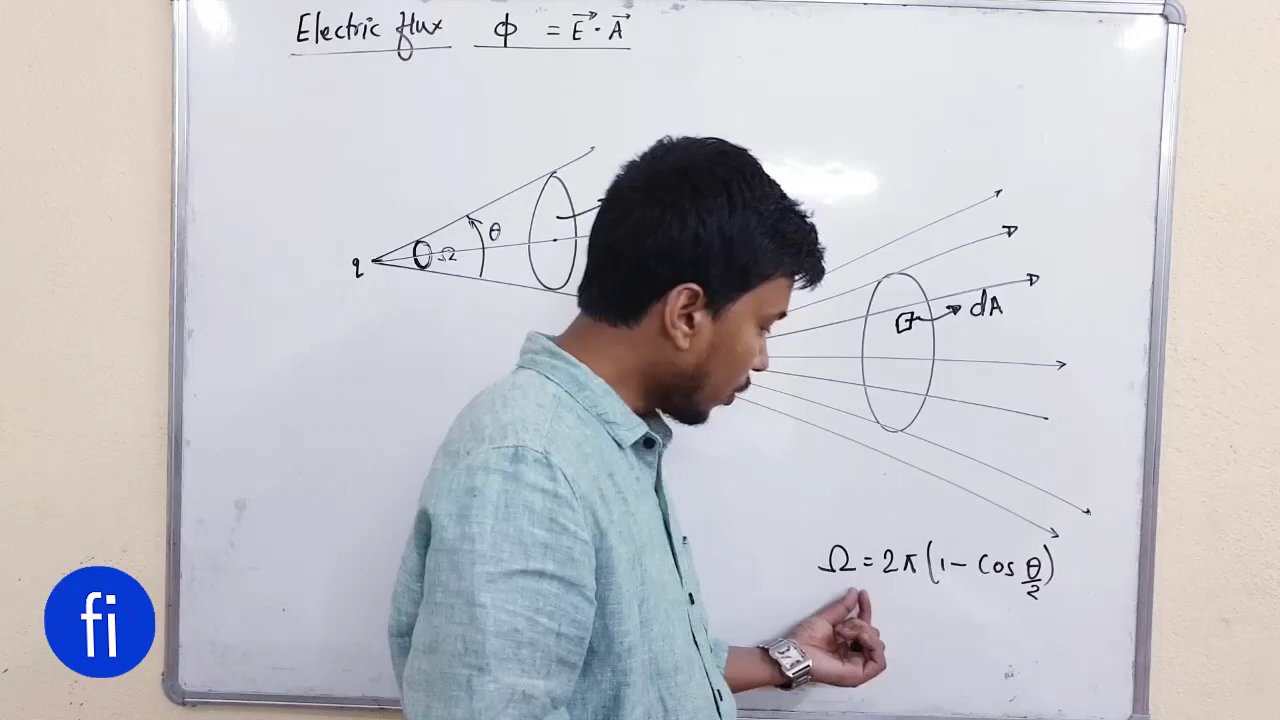 Electric flux ϕ = E⃗ · A⃗
θ
Ω
q
dA
Ω = 2π(1 - Cos θ/2)
fi